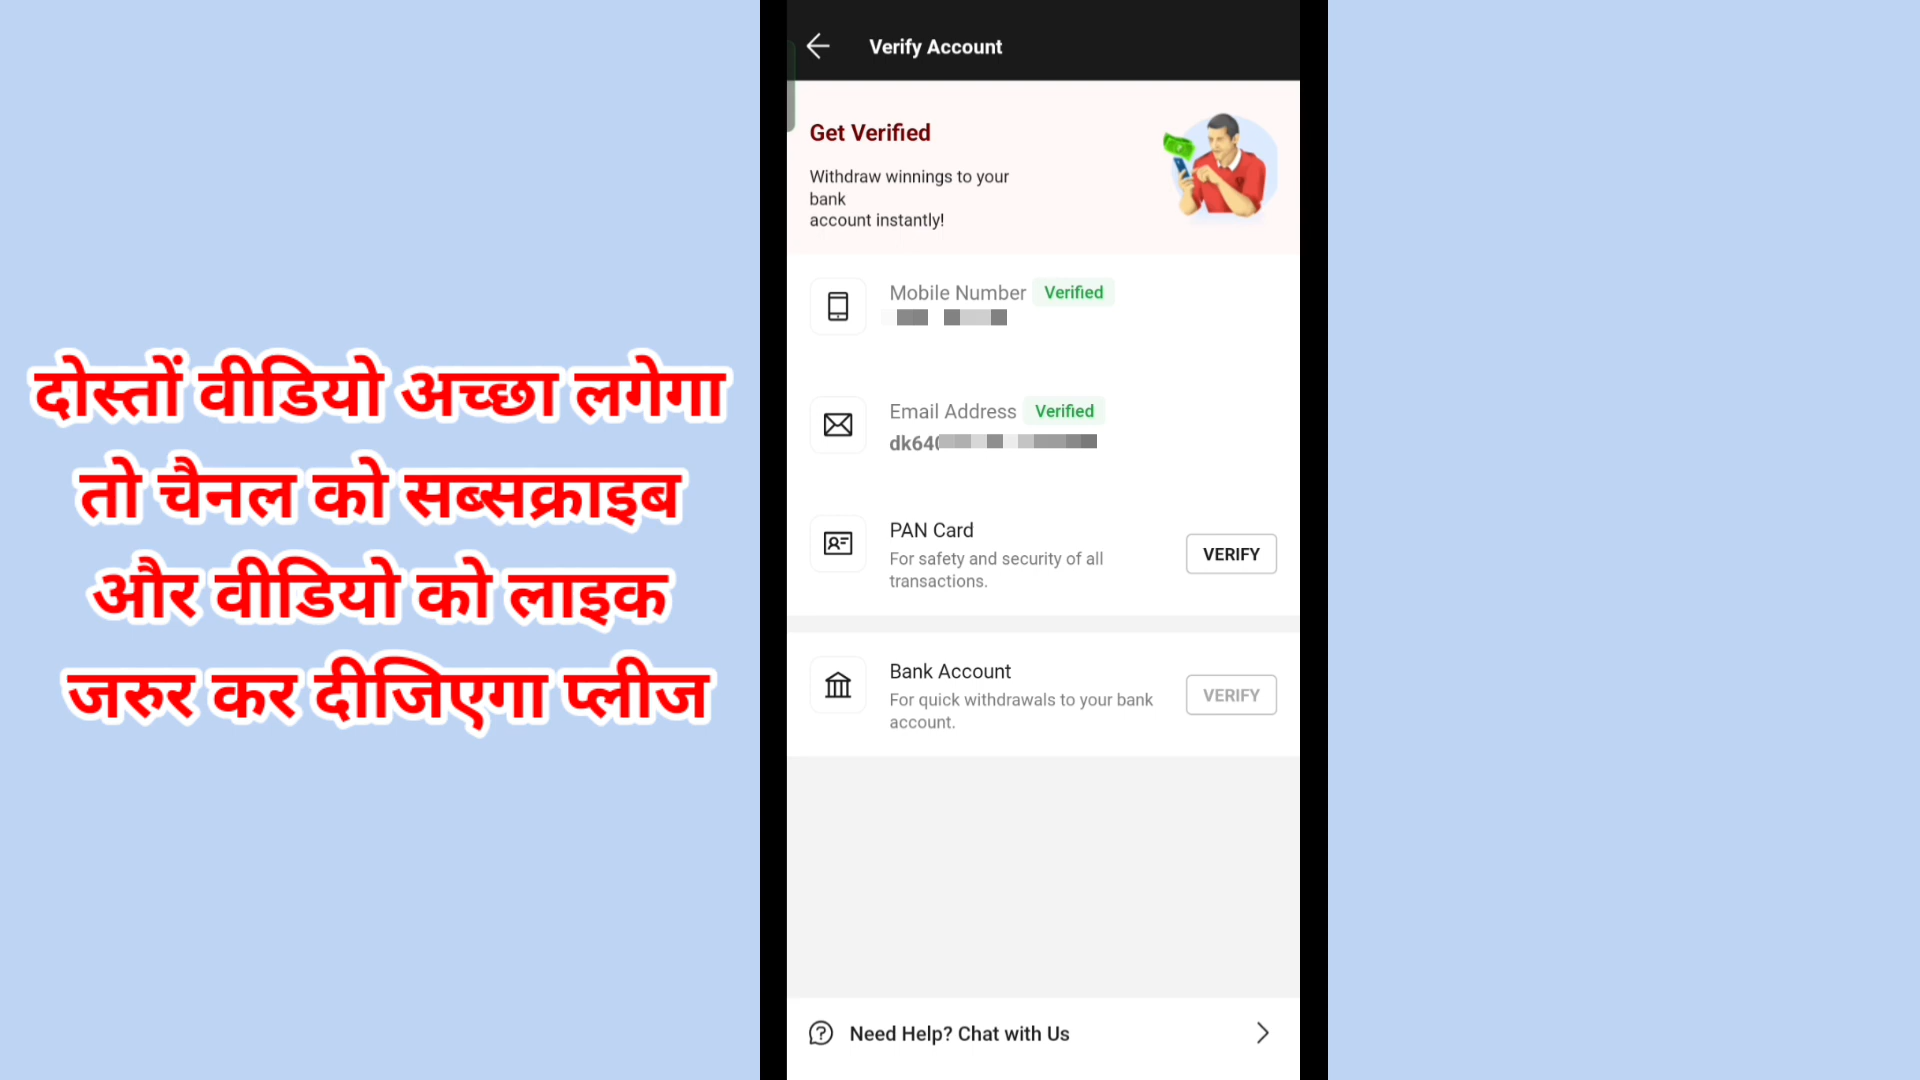 दोस्तों वीडियो अच्छा लगेगा
तो चैनल को सब्सक्राइब
और वीडियो को लाइक
जरुर कर दीजिएगा प्लीज
Verify Account
Get Verified
Withdraw winnings to your
bank
account instantly!
Mobile Number Verified
Email Address Verified
dk640
PAN Card
For safety and security of all
transactions.
VERIFY
Bank Account
For quick withdrawals to your bank
account.
VERIFY
Need Help? Chat with Us